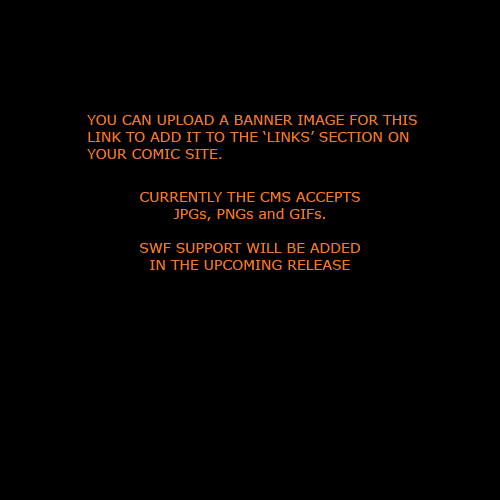 YOU CAN UPLOAD A BANNER IMAGE FOR THIS
LINK TO ADD IT TO THE ‘LINKS’ SECTION ON
YOUR COMIC SITE.
CURRENTLY THE CMS ACCEPTS
JPGs, PNGs and GIFs.
SWF SUPPORT WILL BE ADDED
IN THE UPCOMING RELEASE